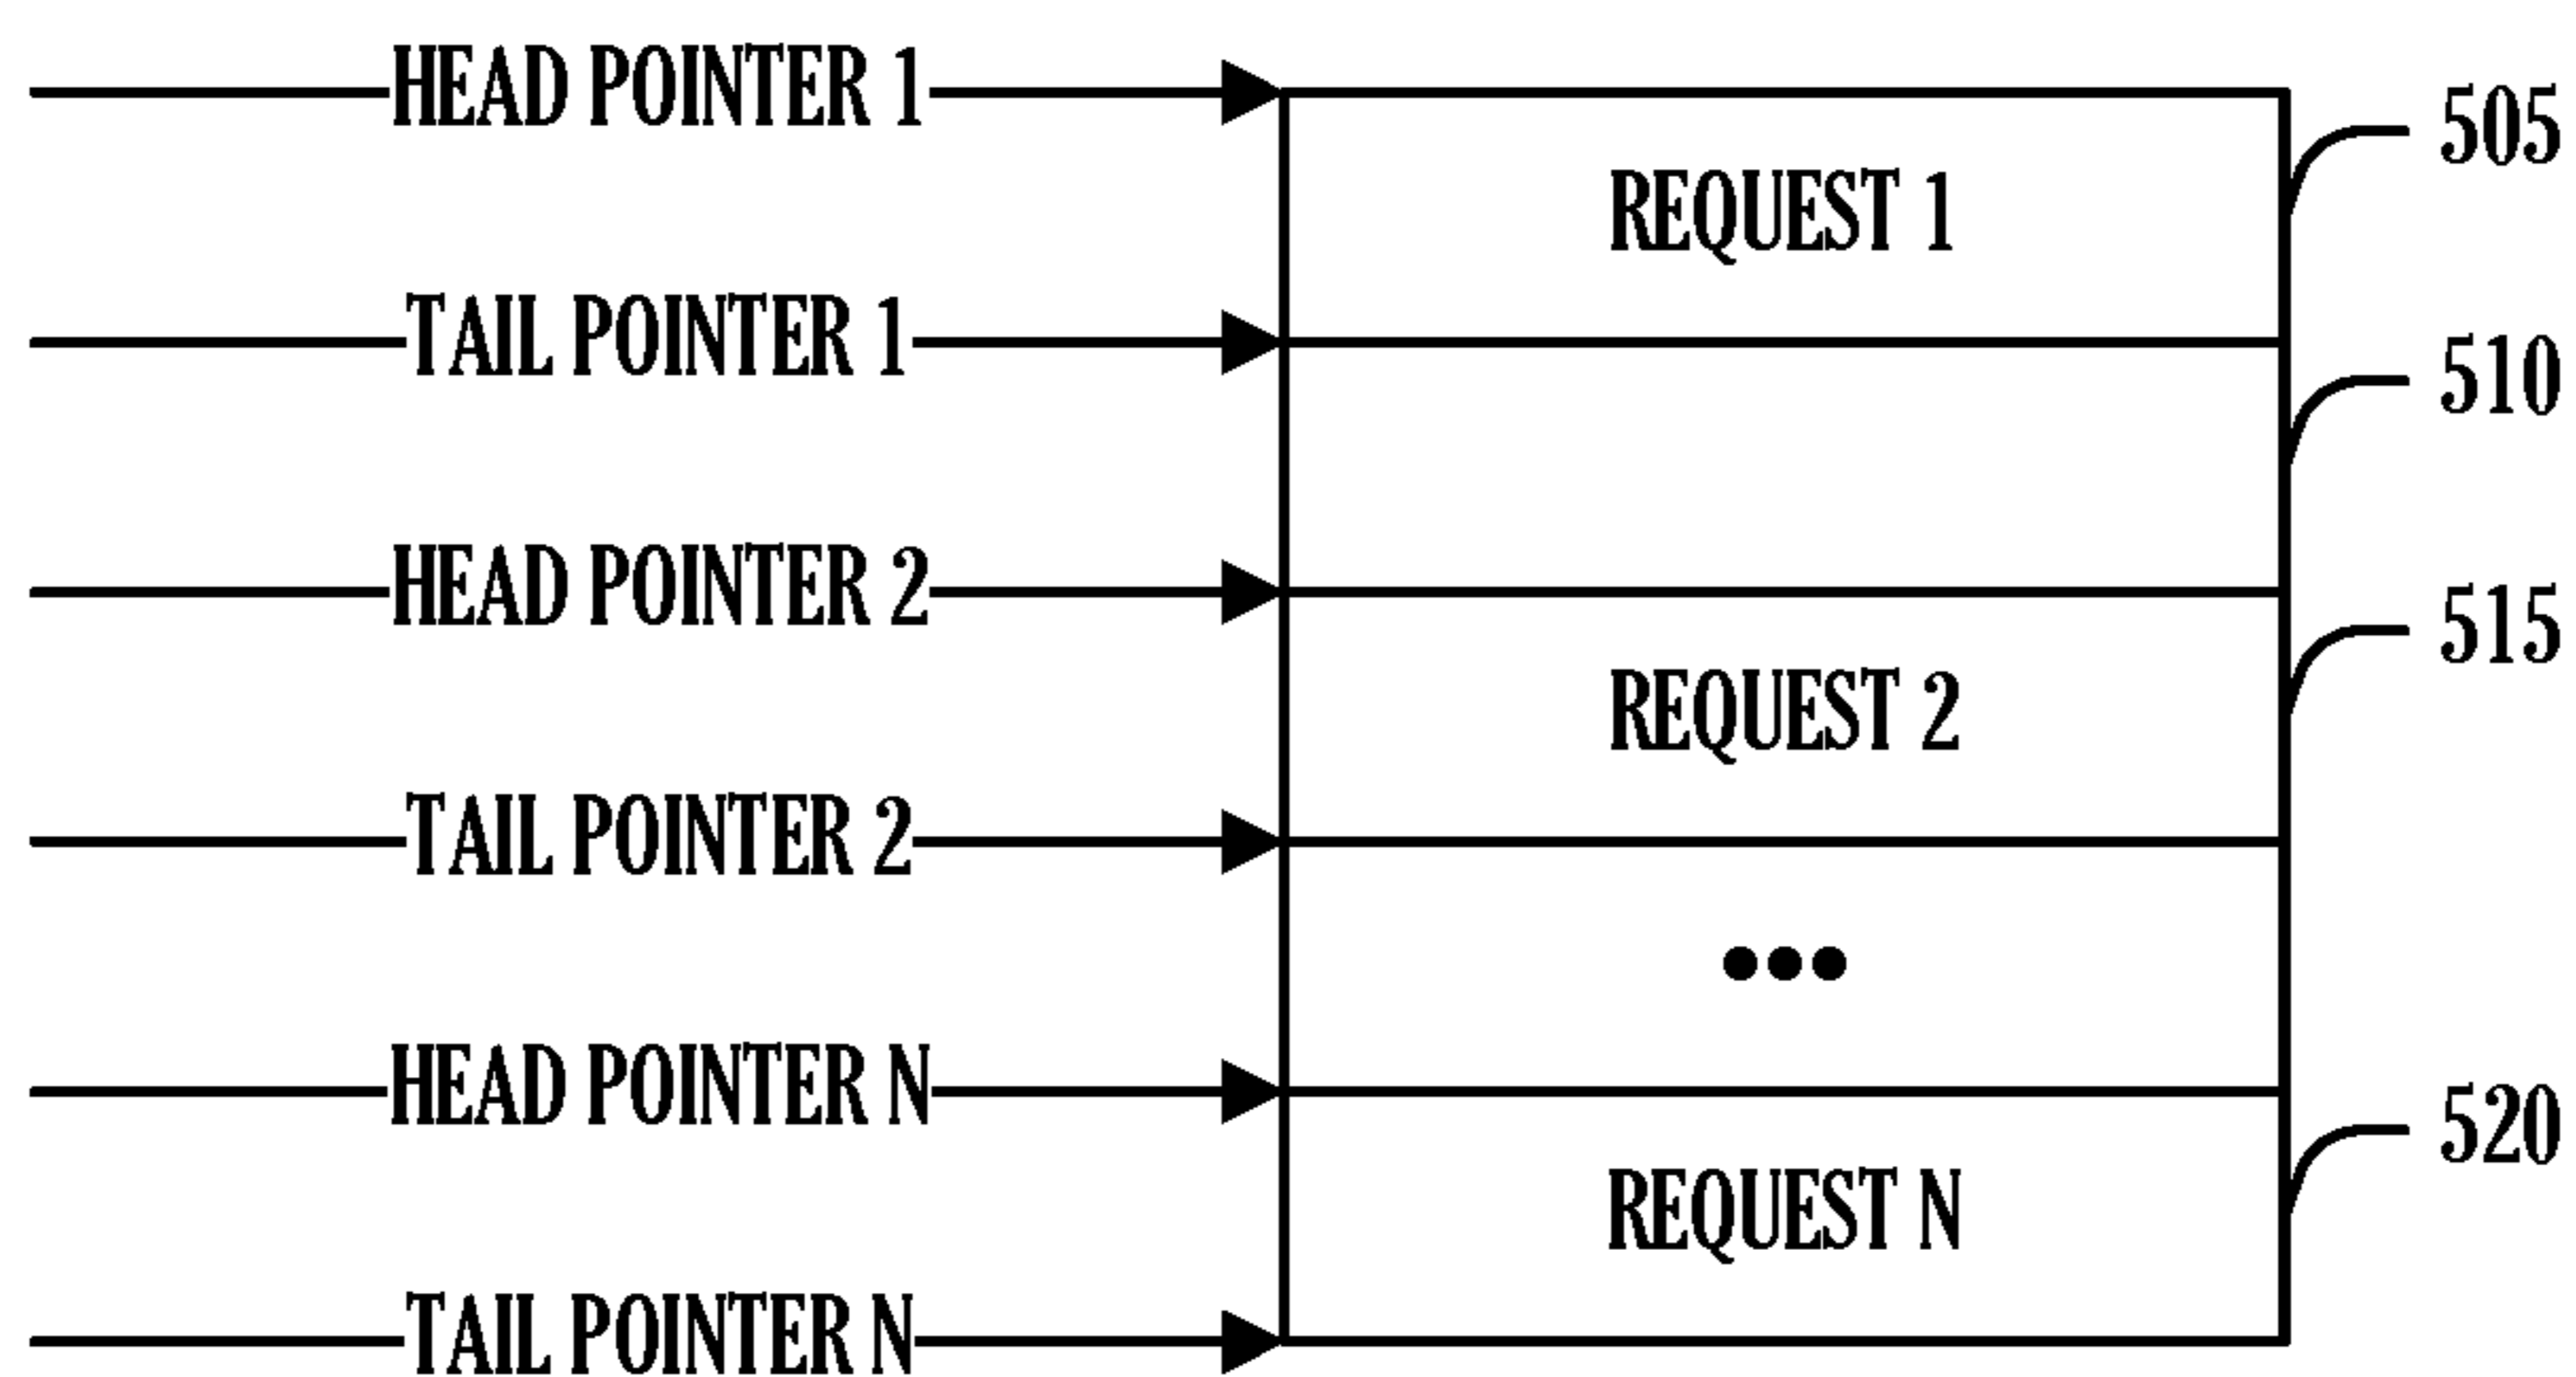 HEAD POINTER 1
505
REQUEST 1
TAIL POINTER 1
510
HEAD POINTER 2
515
REQUEST 2
TAIL POINTER 2
•••
HEAD POINTER N
520
REQUEST N
TAIL POINTER N